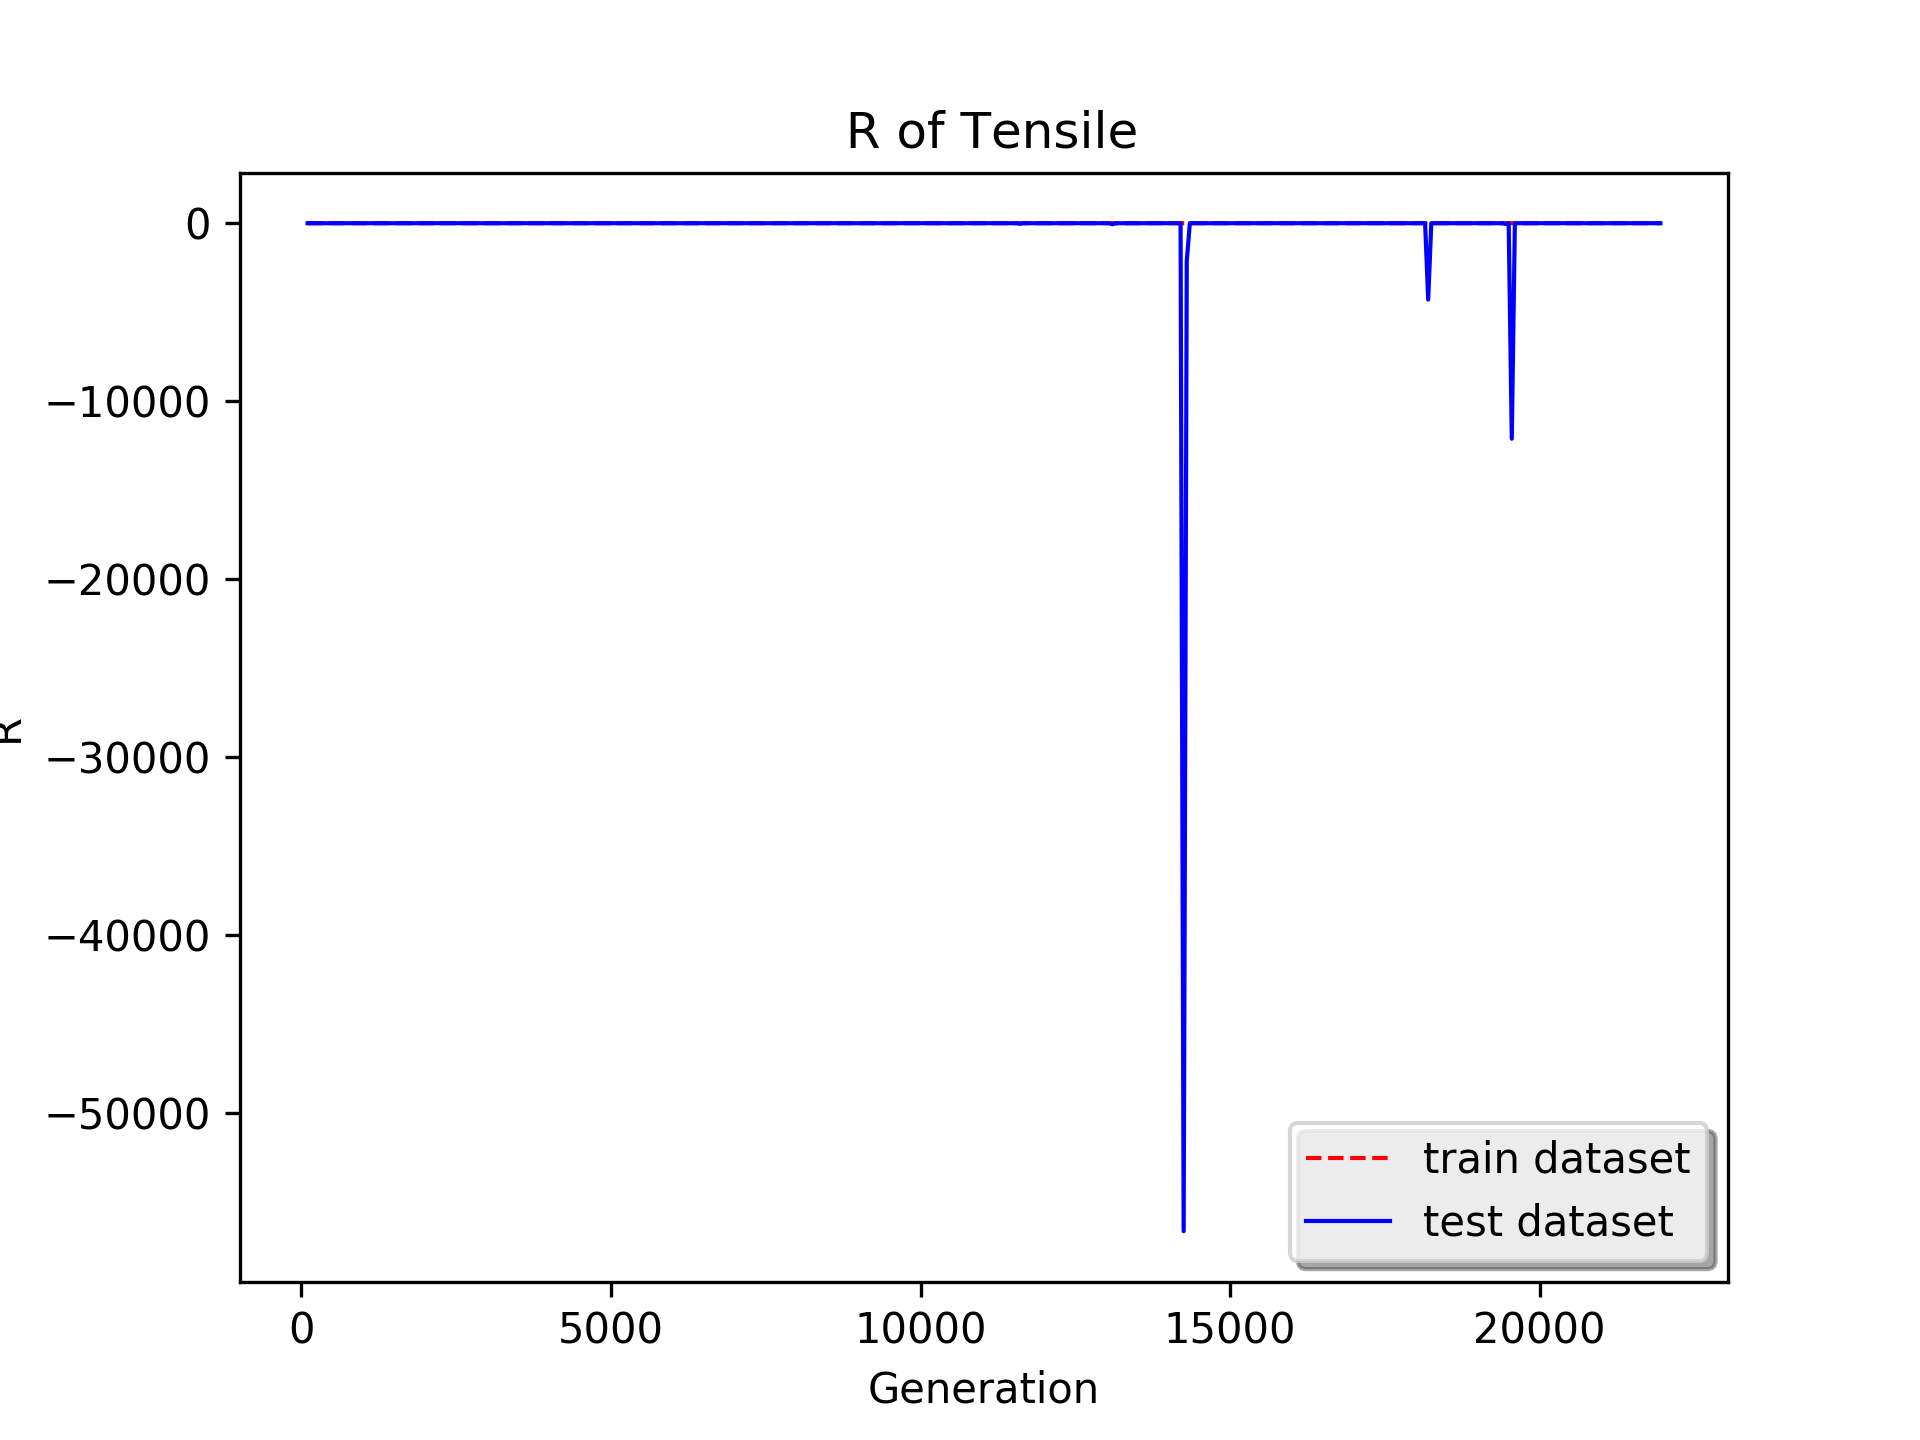 R of Tensile
0
−10000
−20000
−30000
−40000
−50000
R
0 5000 10000 15000 20000
Generation
train dataset
test dataset